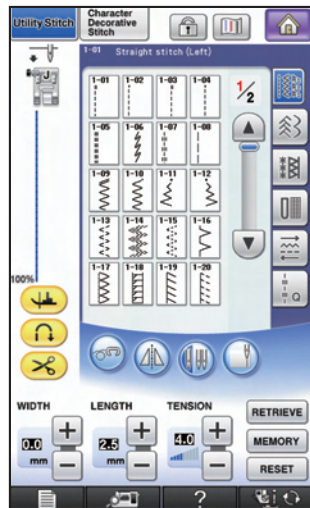 Utility Stitch
Character
Decorative
Stitch
1-01 Straight stitch (Left)
J
1-01 1-02 1-03 1-04
1/2
1-05 1-06 1-07 1-08
1-09 1-10 1-11 1-12
1-13 1-14 1-15 1-16
1-17 1-18 1-19 1-20
Q
100%
WIDTH LENGTH TENSION
0.0 2.5 4.0
mm mm
RETRIEVE
MEMORY
RESET
?